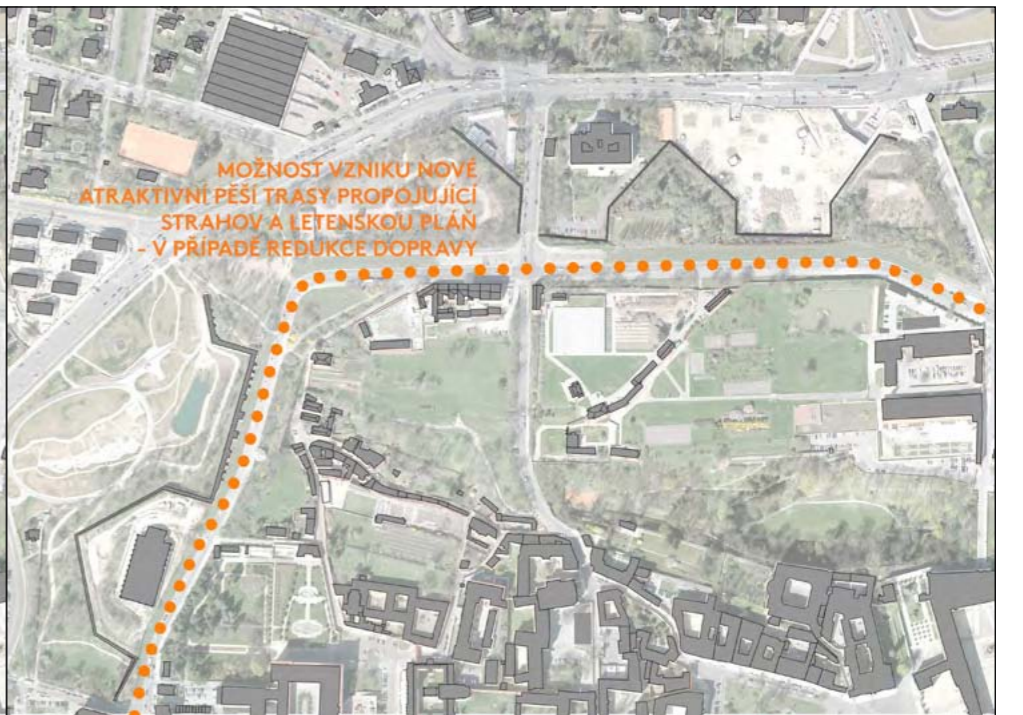 MOŽNOST VZNIKU NOVÉ
ATRAKTIVNÍ PĚŠÍ TRASY PROPOJUJÍCÍ
STRAHOV A LETENSKOU PLÁŇ
- V PŘÍPADĚ REDUKCE DOPRAVY